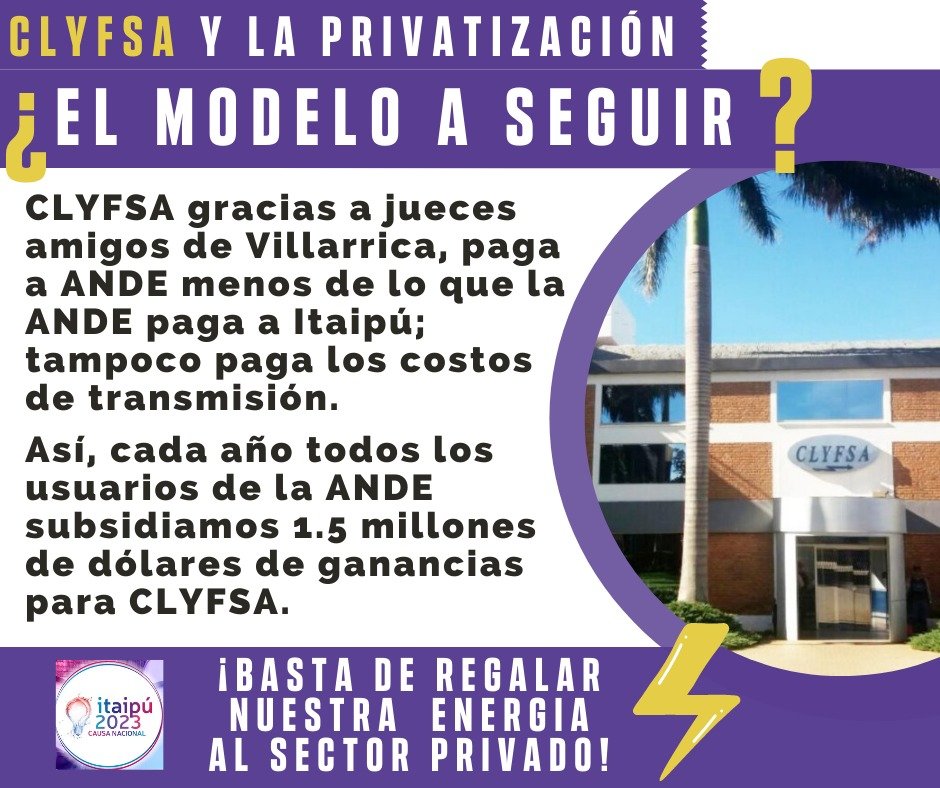 CLYFSA Y LA PRIVATIZACIÓN
¿EL MODELO A SEGUIR?
CLYFSA gracias a jueces
amigos de Villarrica, paga
a ANDE menos de lo que la
ANDE paga a Itaipú;
tampoco paga los costos
de transmisión.
Así, cada año todos los
usuarios de la ANDE
subsidiamos 1.5 millones
de dólares de ganancias
para CLYFSA.
CLYFSA
itaipú
2023
CAUSA NACIONAL
¡BASTA DE REGALAR
NUESTRA ENERGIA
AL SECTOR PRIVADO!